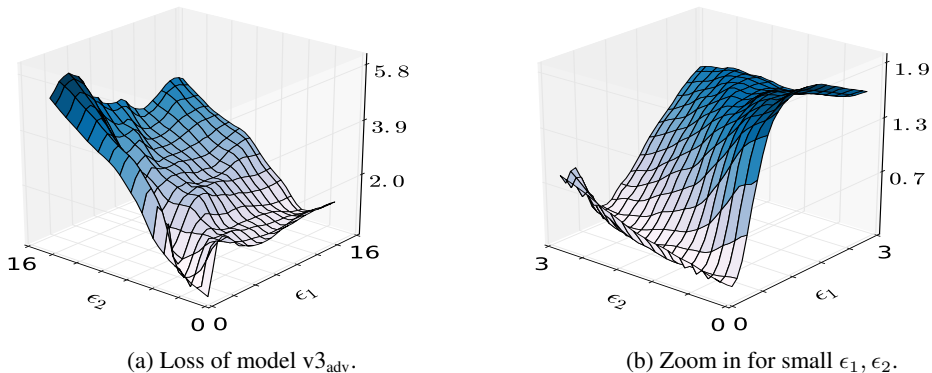 5.8
3.9
2.0
16
ϵ2
0 0
ϵ1
16
(a) Loss of model v3adv.
1.9
1.3
0.7
3
ϵ2
0 0
ϵ1
3
(b) Zoom in for small ϵ1, ϵ2.